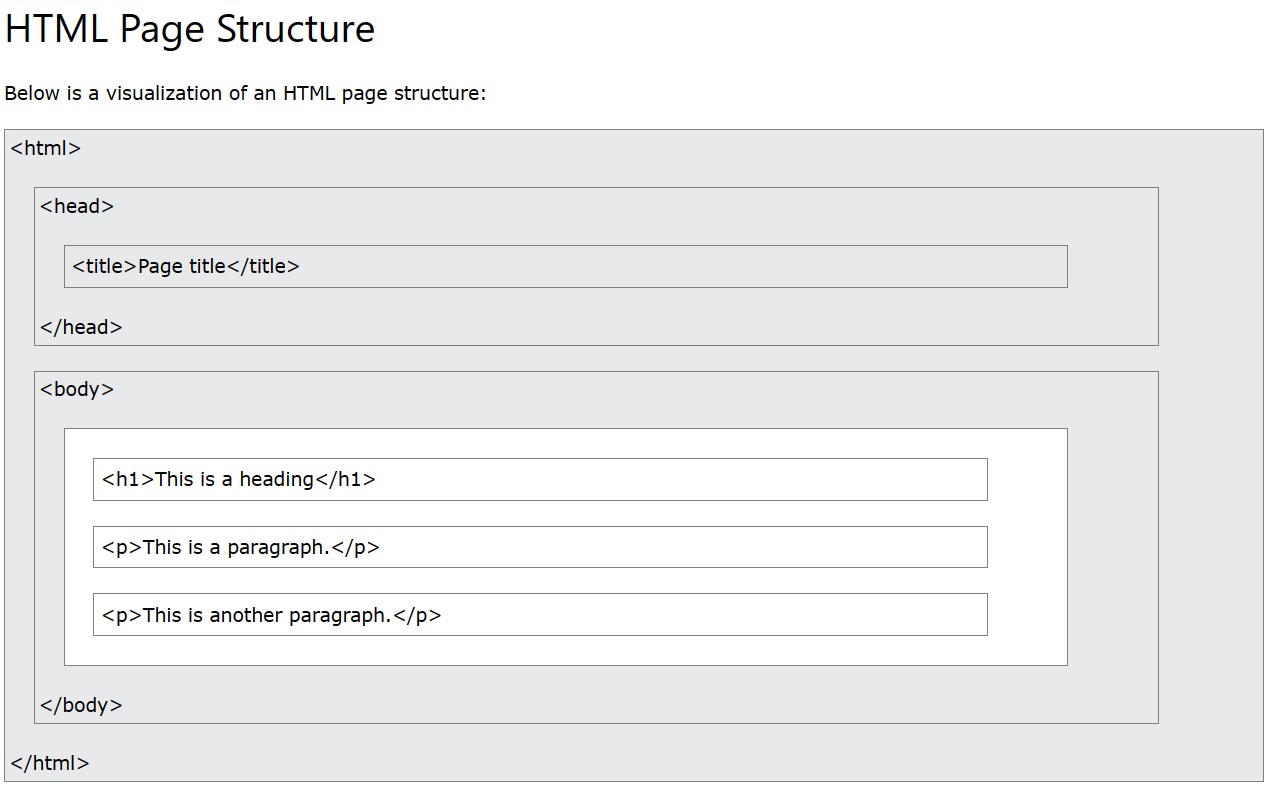 HTML Page Structure
Below is a visualization of an HTML page structure:
<html>
<head>
<title>Page title</title>
</head>
<body>
<h1>This is a heading</h1>
<p>This is a paragraph.</p>
<p>This is another paragraph.</p>
</body>
</html>